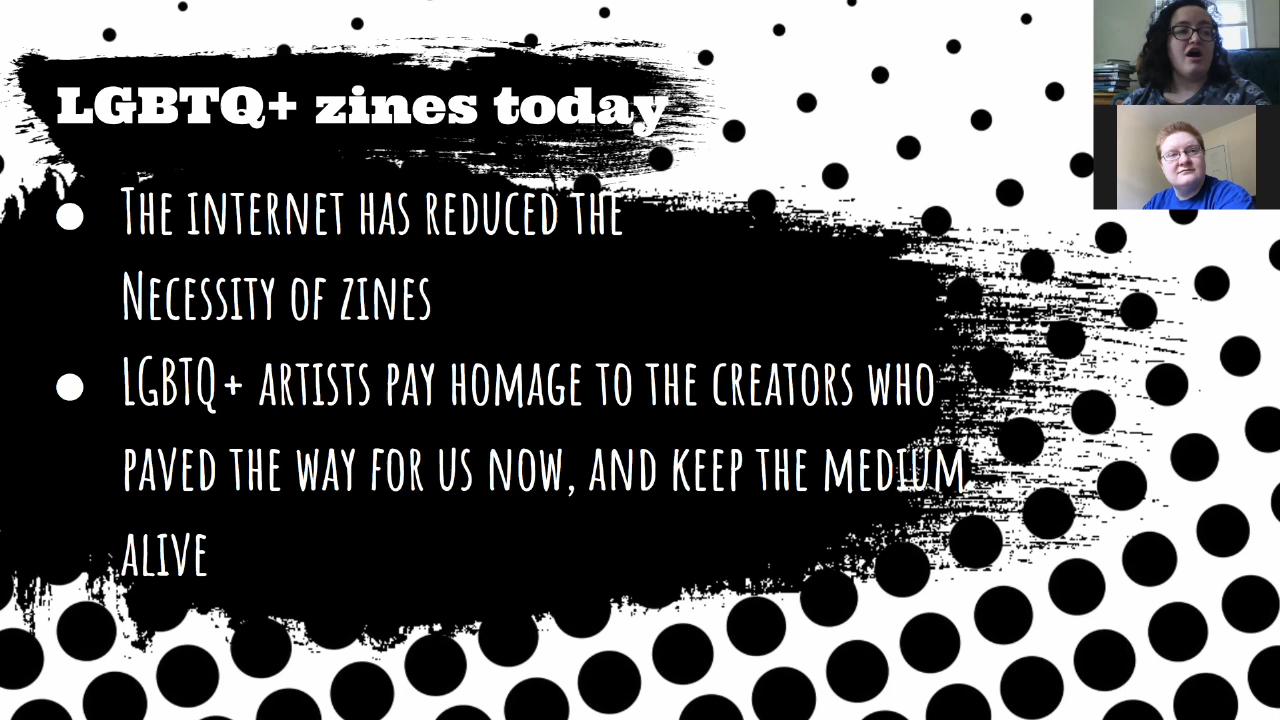 LGBTQ+ zines today
The internet has reduced the
Necessity of zines
LGBTQ+ artists pay homage to the creators who
paved the way for us now, and keep the medium
alive